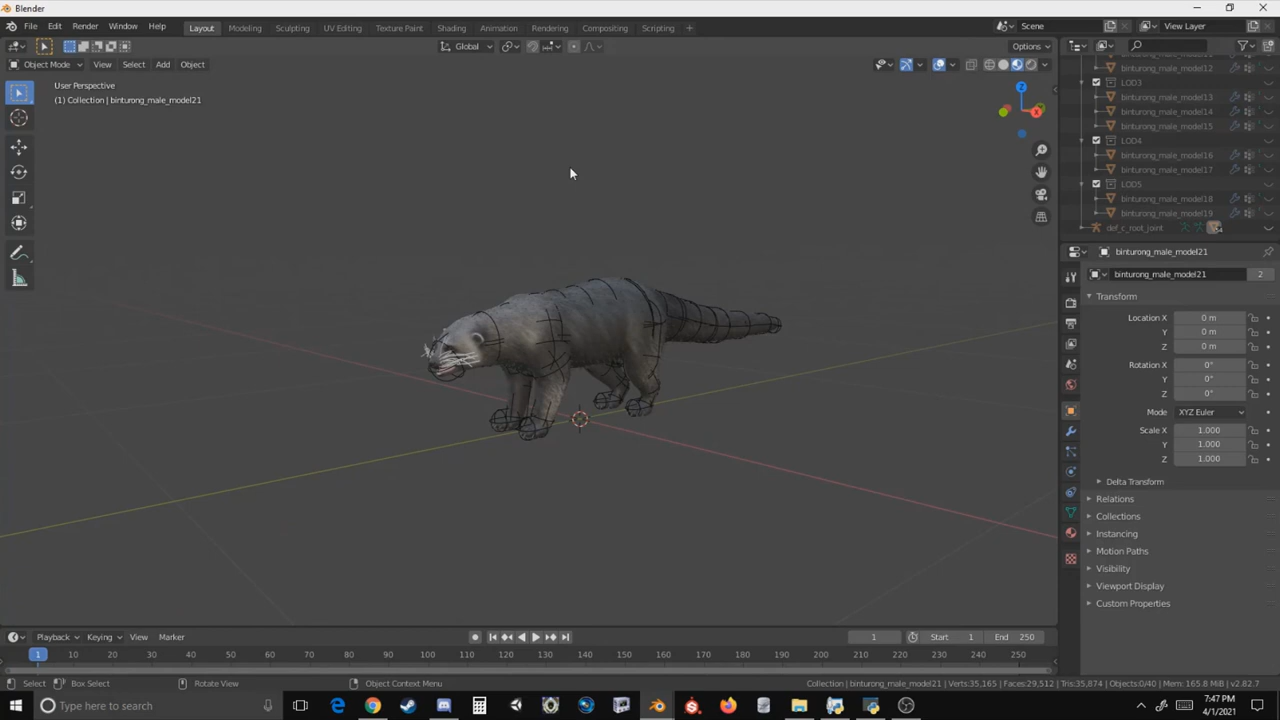 Blender
File Edit Render Window Help
Layout Modeling Sculpting UV Editing Texture Paint Shading Animation Rendering Compositing Scripting +
Scene
View Layer
Global
Options
Object Mode View Select Add Object
User Perspective
(1) Collection | binturong_male_model21
Z
X
binturong_male_model12
LOD3
binturong_male_model13
binturong_male_model14
binturong_male_model15
LOD4
binturong_male_model16
binturong_male_model17
LOD5
binturong_male_model18
binturong_male_model19
def_c_root_joint
binturong_male_model21
binturong_male_model21 2
Transform
Location X 0 m
Y 0 m
Z 0 m
Rotation X 0°
Y 0°
Z 0°
Mode XYZ Euler
Scale X 1.000
Y 1.000
Z 1.000
Delta Transform
Relations
Collections
Instancing
Motion Paths
Visibility
Viewport Display
Custom Properties
Playback Keying View Marker
1 Start 1 End 250
1 10 20 30 40 50 60 70 80 90 100 110 120 130 140 150 160 170 180 190 200 210 220 230 240 250
Select Box Select Rotate View Object Context Menu
Collection | binturong_male_model21 | Verts:35,165 | Faces:29,512 | Tris:35,874 | Objects:0/40 | Mem: 165.8 MiB | v2.82.7
Type here to search
7:47 PM
4/1/2021